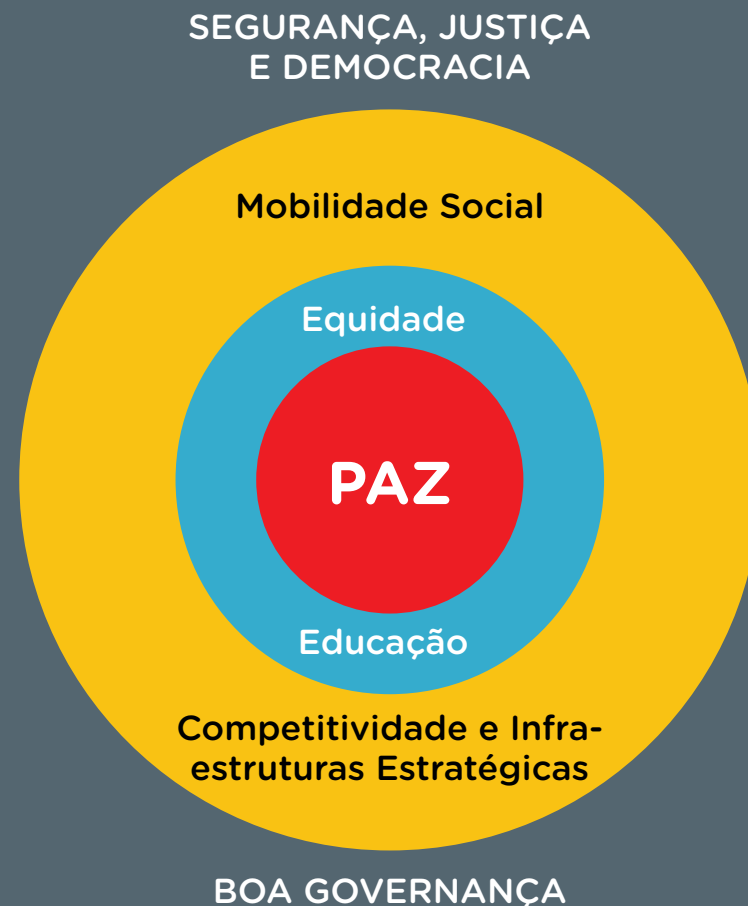 SEGURANÇA, JUSTIÇA
E DEMOCRACIA
Mobilidade Social
Equidade
PAZ
Educação
Competitividade e Infra-
estruturas Estratégicas
BOA GOVERNANÇA